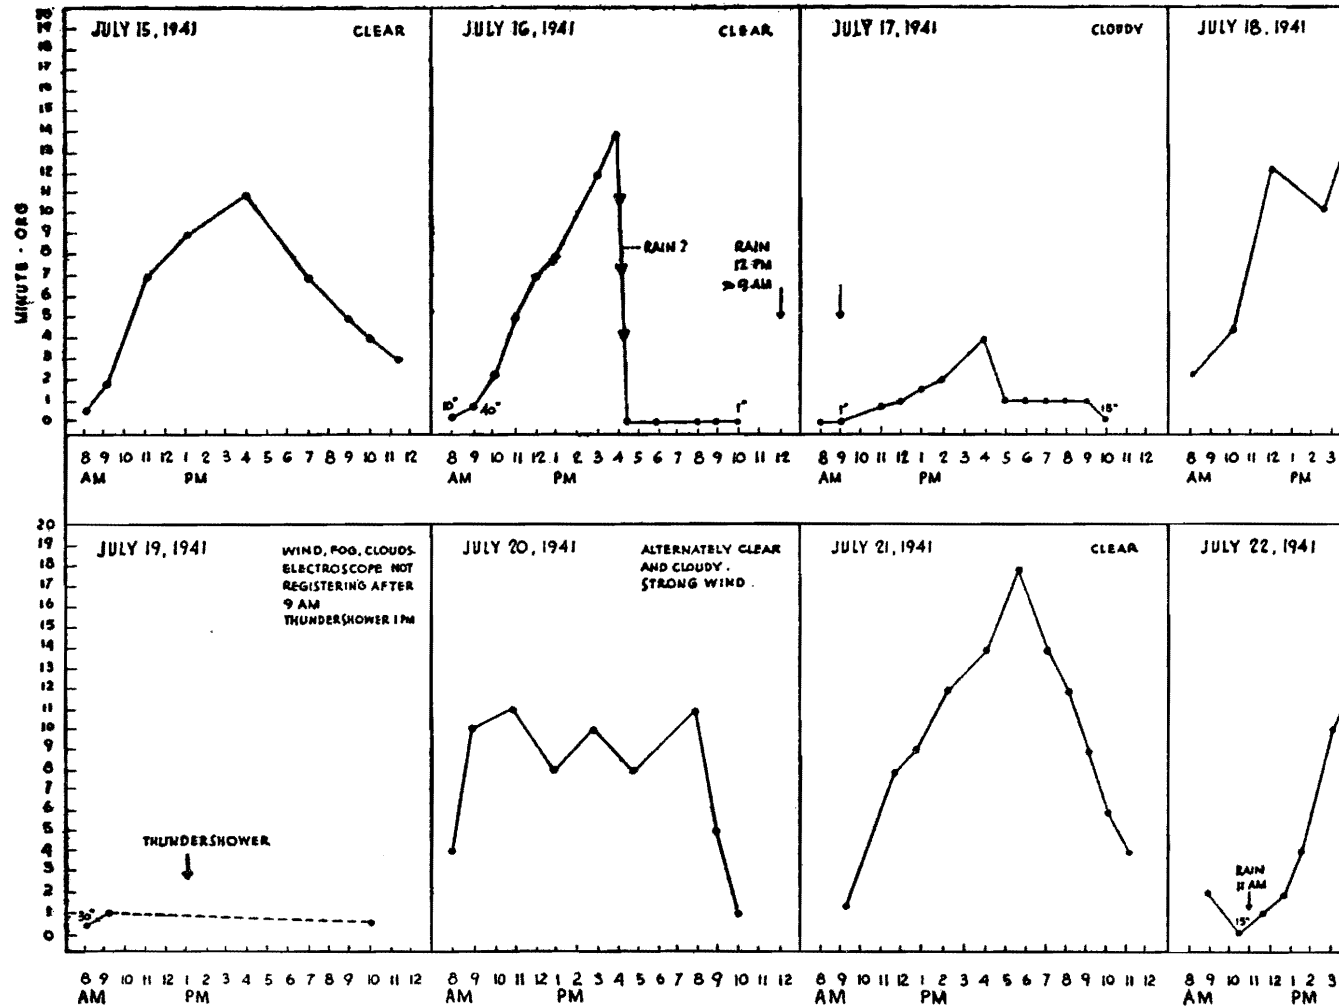 20
19
18
17
16
15
14
13
12
11
10
9
8
7
6
5
4
3
2
1
0
MINUTE - ORG
JULY 15, 1941 CLEAR
8 9 10 11 12 1 2 3 4 5 6 7 8 9 10 11 12
AM PM
JULY 16, 1941 CLEAR
RAIN ?
RAIN
12 PM
9 AM
10" 40" 1"
8 9 10 11 12 1 2 3 4 5 6 7 8 9 10 11 12
AM PM
JULY 17, 1941 CLOUDY
1" 15"
8 9 10 11 12 1 2 3 4 5 6 7 8 9 10 11 12
AM PM
JULY 18, 1941
8 9 10 11 12 1 2 3
AM PM
20
19
18
17
16
15
14
13
12
11
10
9
8
7
6
5
4
3
2
1
0
JULY 19, 1941
WIND, FOG, CLOUDS.
ELECTROSCOPE NOT
REGISTERING AFTER
9 AM
THUNDERSHOWER 1 PM
THUNDERSHOWER
30"
8 9 10 11 12 1 2 3 4 5 6 7 8 9 10 11 12
AM PM
JULY 20, 1941
ALTERNATELY CLEAR
AND CLOUDY.
STRONG WIND.
8 9 10 11 12 1 2 3 4 5 6 7 8 9 10 11 12
AM PM
JULY 21, 1941 CLEAR
8 9 10 11 12 1 2 3 4 5 6 7 8 9 10 11 12
AM PM
JULY 22, 1941
RAIN
11 AM
15"
8 9 10 11 12 1 2 3
AM PM